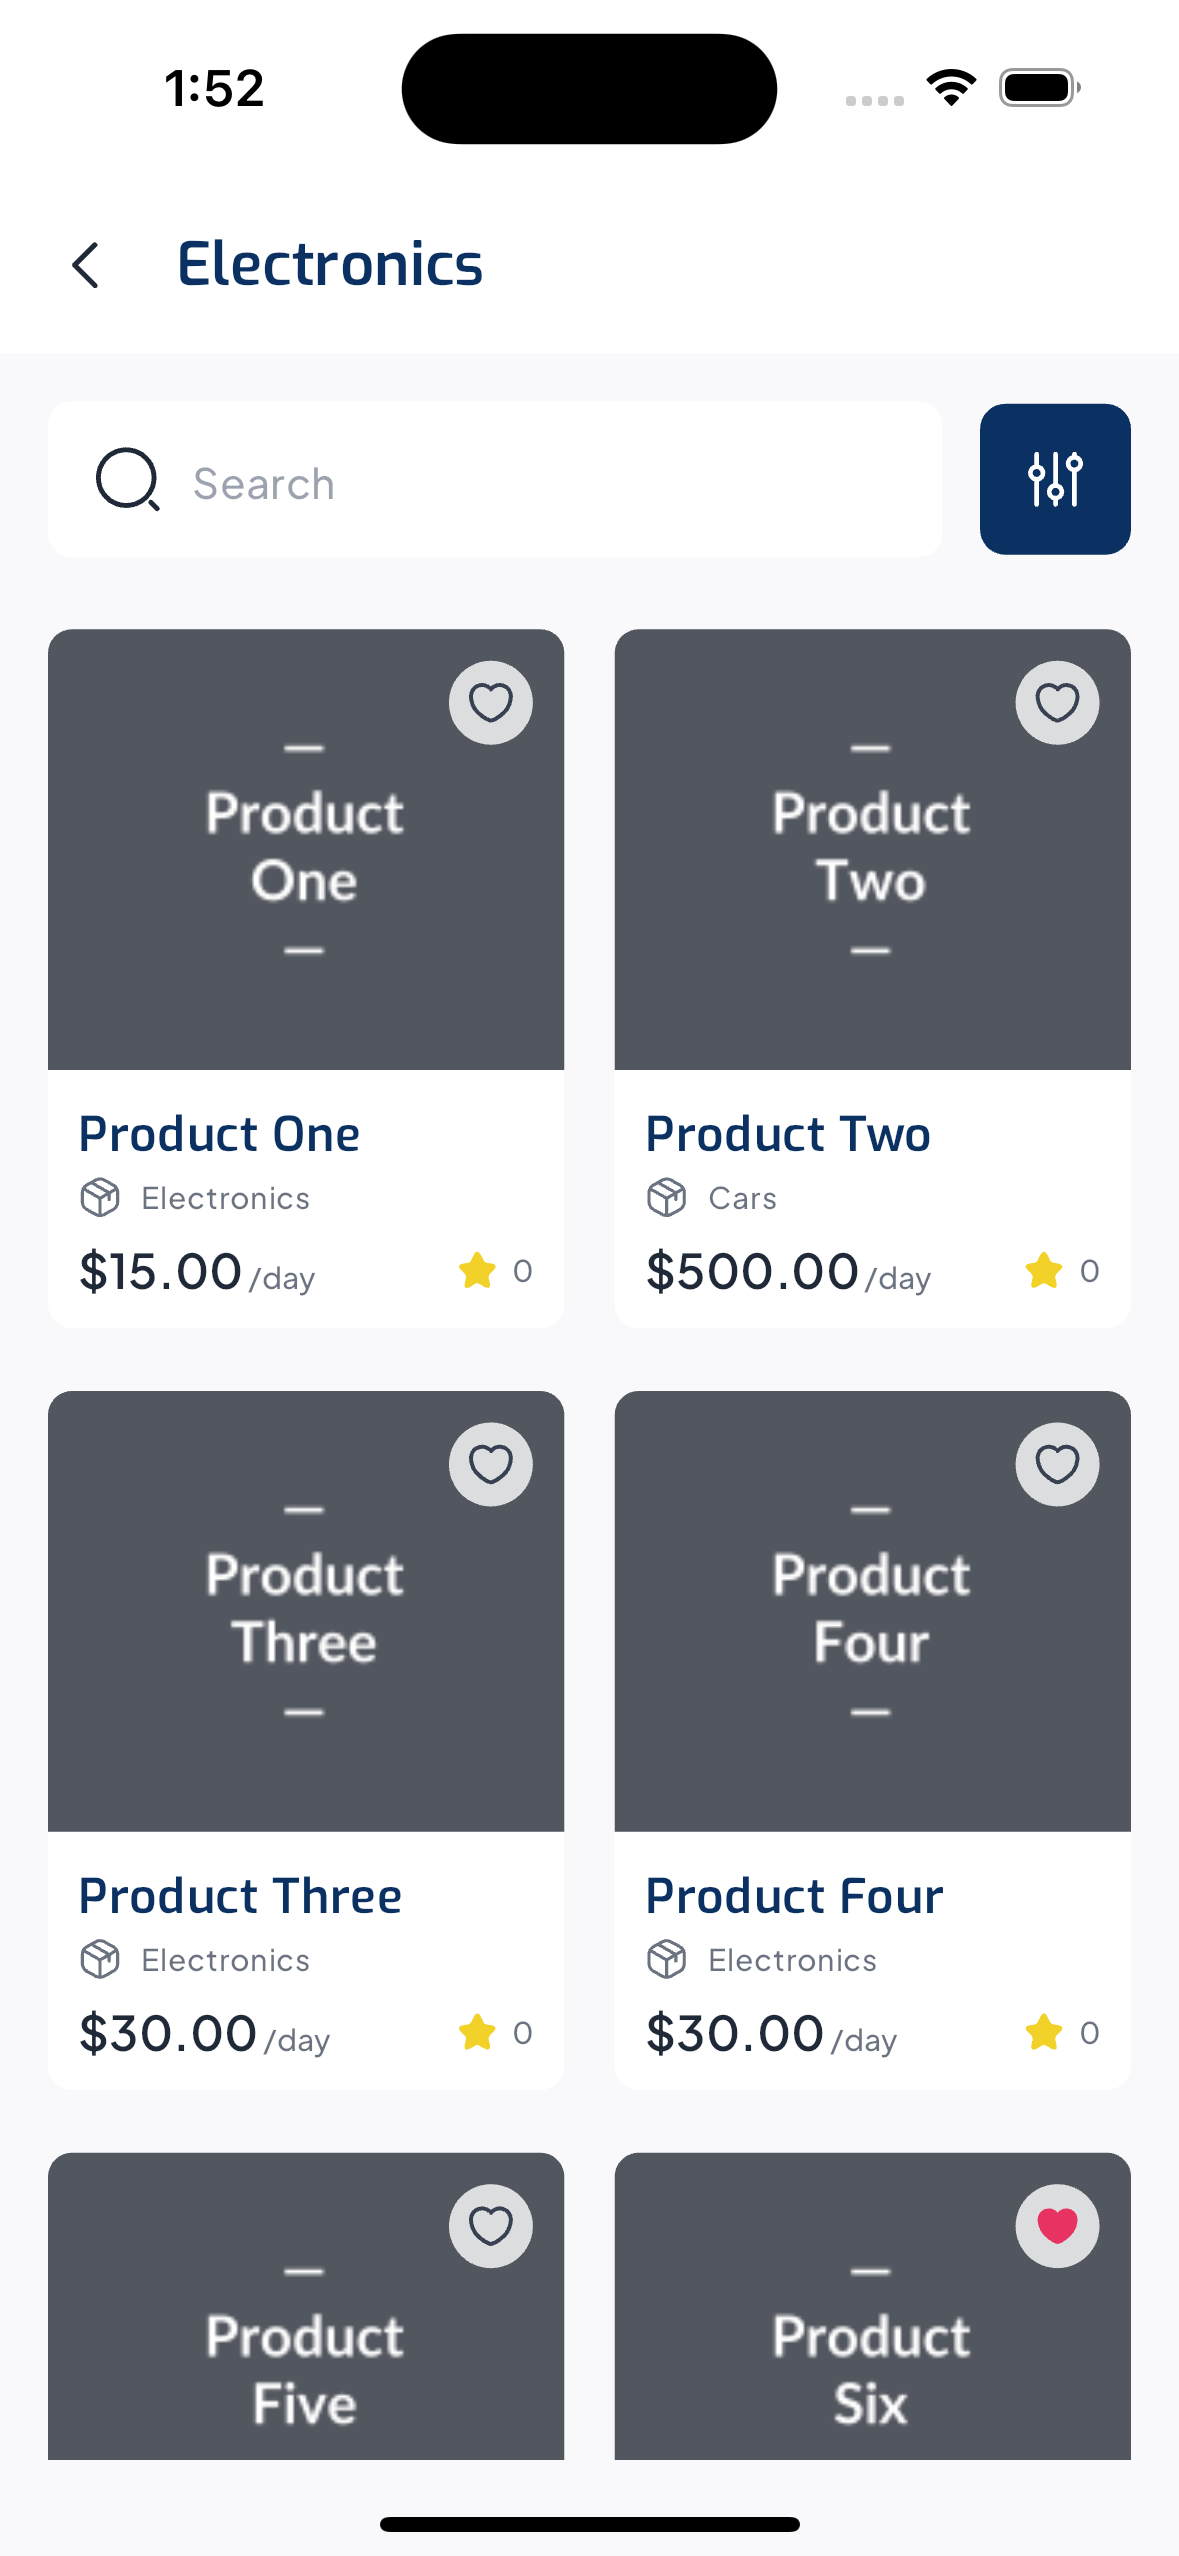 1:52
Electronics
Search
Product
One
Product
Two
Product One
Electronics
$15.00 /day
0
Product Two
Cars
$500.00 /day
0
Product
Three
Product
Four
Product Three
Electronics
$30.00 /day
0
Product Four
Electronics
$30.00 /day
0
Product
Five
Product
Six